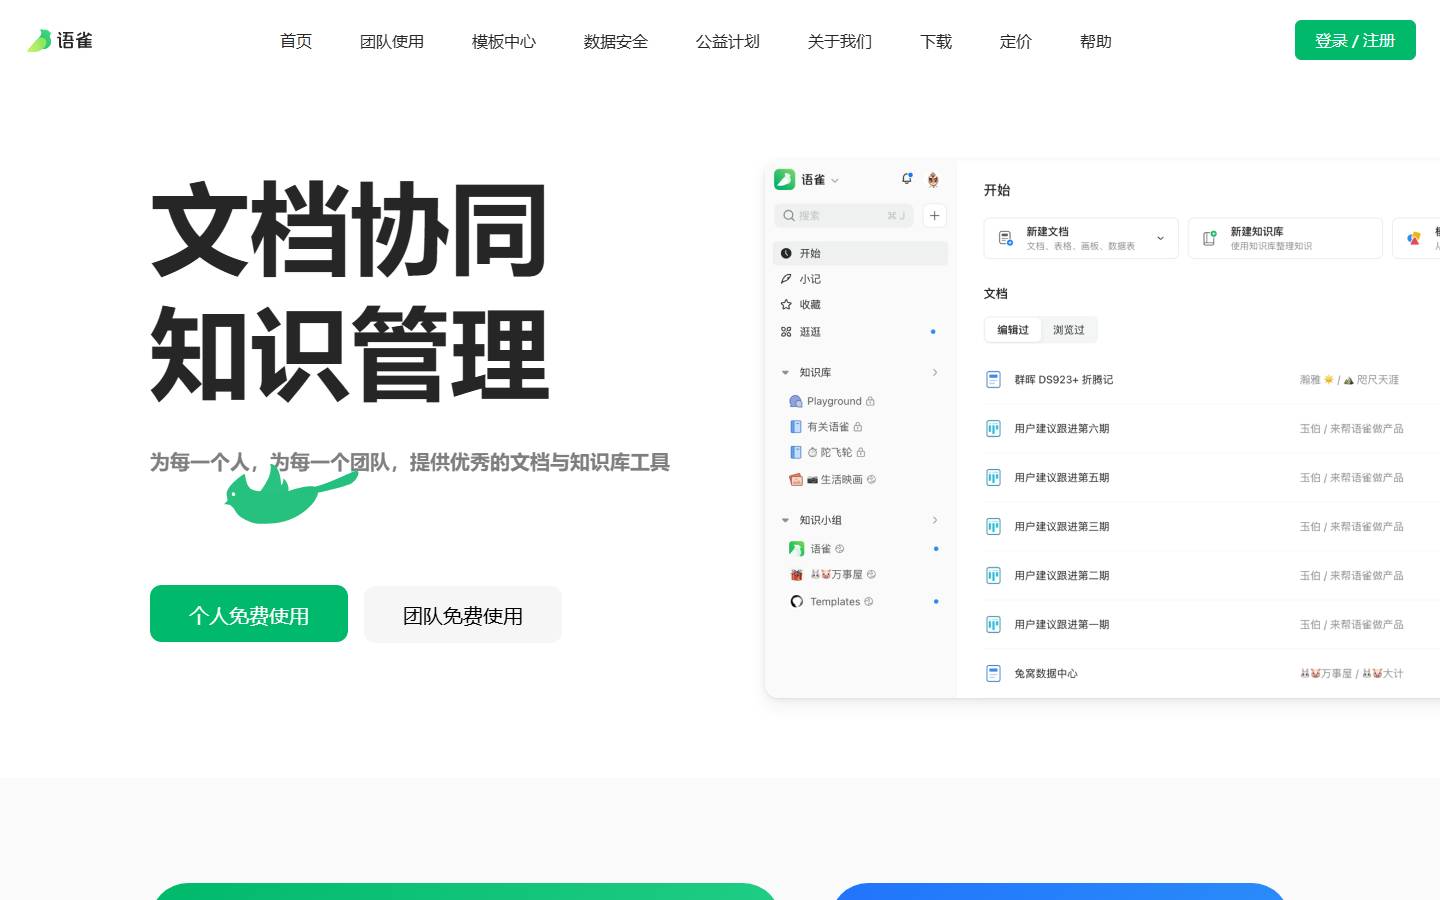 语雀
首页 团队使用 模板中心 数据安全 公益计划 关于我们 下载 定价 帮助
登录 / 注册
文档协同
知识管理
为每一个人，为每一个团队，提供优秀的文档与知识库工具
个人免费使用
团队免费使用
语雀
搜索 ⌘ J
开始
小记
收藏
逛逛
知识库
Playground
有关语雀
陀飞轮
生活映画
知识小组
语雀
万事屋
Templates
开始
新建文档
文档、表格、画板、数据表
新建知识库
使用知识库整理知识
文档
编辑过 浏览过
群晖 DS923+ 折腾记 瀚雅 ☀️ / 🏕️ 咫尺天涯
用户建议跟进第六期 玉伯 / 来帮语雀做产品
用户建议跟进第五期 玉伯 / 来帮语雀做产品
用户建议跟进第三期 玉伯 / 来帮语雀做产品
用户建议跟进第二期 玉伯 / 来帮语雀做产品
用户建议跟进第一期 玉伯 / 来帮语雀做产品
兔窝数据中心 🐰🐷万事屋 / 🐰🐷大计